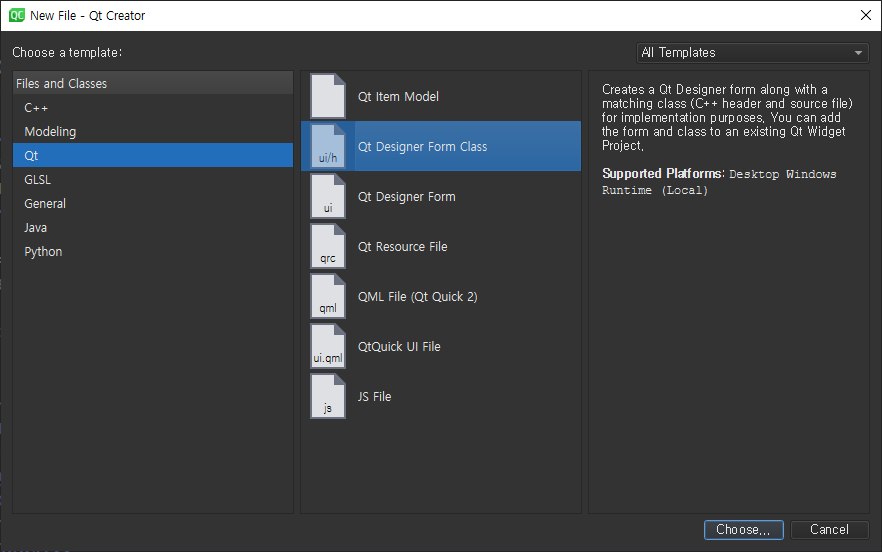 QC New File - Qt Creator
Choose a template:
All Templates
Files and Classes
C++
Modeling
Qt
GLSL
General
Java
Python
Qt Item Model
ui/h Qt Designer Form Class
ui Qt Designer Form
qrc Qt Resource File
qml QML File (Qt Quick 2)
ui.qml QtQuick UI File
js JS File
Creates a Qt Designer form along with a
matching class (C++ header and source file)
for implementation purposes. You can add
the form and class to an existing Qt Widget
Project.
Supported Platforms: Desktop Windows
Runtime (Local)
Choose...
Cancel